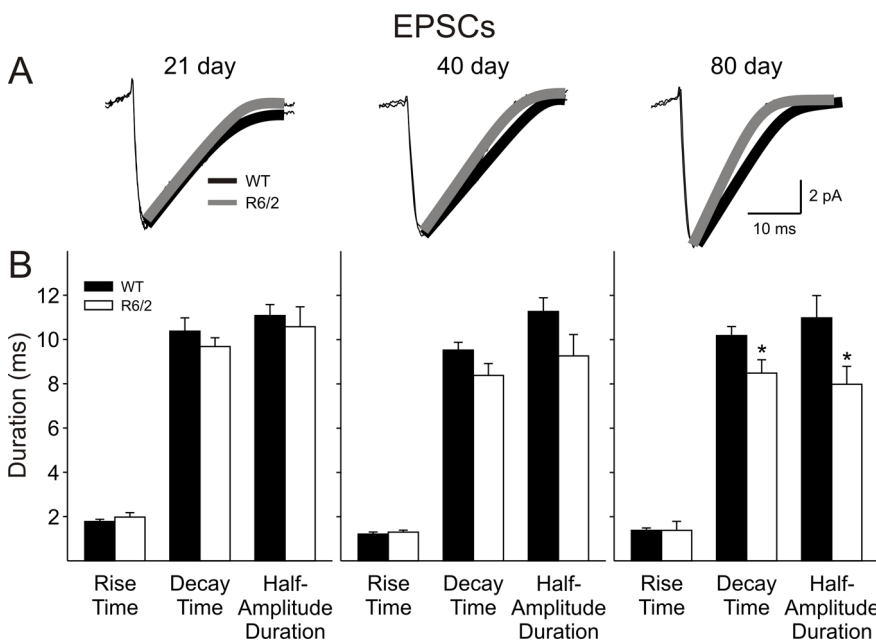 EPSCs
A
21 day
40 day
80 day
WT
R6/2
2 pA
10 ms
B
WT
R6/2
Duration (ms)
12
10
8
6
4
2
*
*
Rise Time
Decay Time
Half-Amplitude Duration
Rise Time
Decay Time
Half-Amplitude Duration
Rise Time
Decay Time
Half-Amplitude Duration